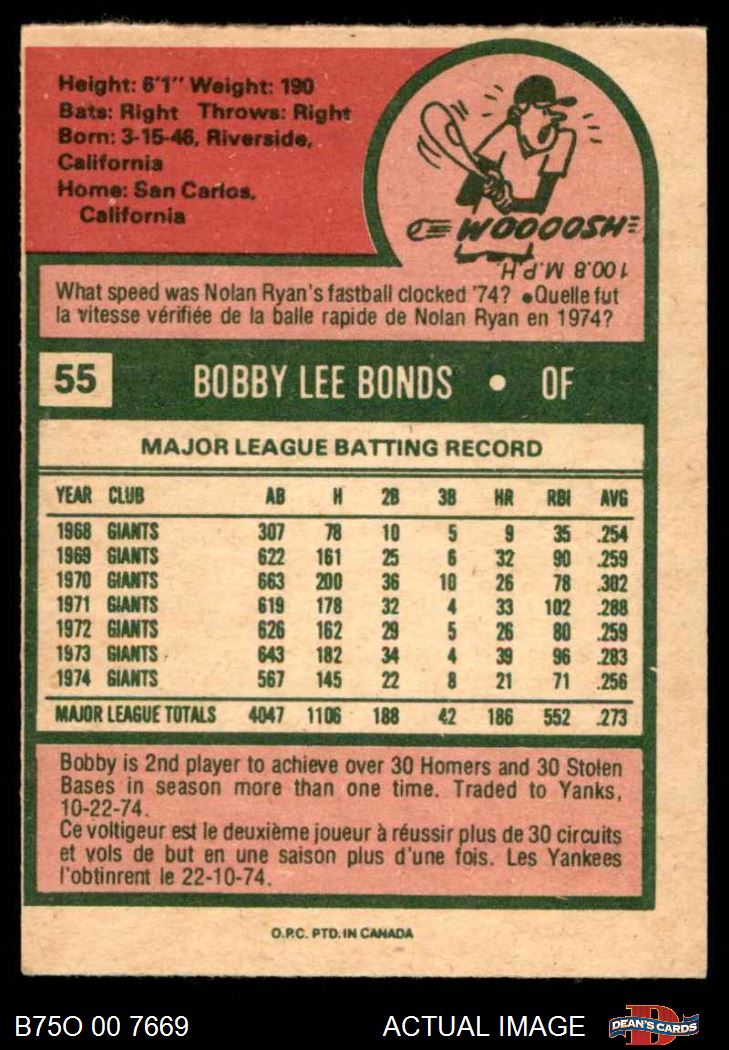 Height: 6'1" Weight: 190
Bats: Right Throws: Right
Born: 3-15-46, Riverside,
California
Home: San Carlos,
California
WOOOOSH
100.8 M.P.H.
What speed was Nolan Ryan's fastball clocked '74? ●Quelle fut
la vitesse vérifiée de la balle rapide de Nolan Ryan en 1974?
55 BOBBY LEE BONDS • OF
MAJOR LEAGUE BATTING RECORD
YEAR CLUB AB H 2B 3B HR RBI AVG
1968 GIANTS 307 78 10 5 9 35 .254
1969 GIANTS 622 161 25 6 32 90 .259
1970 GIANTS 663 200 36 10 26 78 .302
1971 GIANTS 619 178 32 4 33 102 .288
1972 GIANTS 626 162 29 5 26 80 .259
1973 GIANTS 643 182 34 4 39 96 .283
1974 GIANTS 567 145 22 8 21 71 .256
MAJOR LEAGUE TOTALS 4047 1106 188 42 186 552 .273
Bobby is 2nd player to achieve over 30 Homers and 30 Stolen
Bases in season more than one time. Traded to Yanks,
10-22-74.
Ce voltigeur est le deuxième joueur à réussir plus de 30 circuits
et vols de but en une saison plus d'une fois. Les Yankees
l'obtinrent le 22-10-74.
O.P.C. PTD. IN CANADA
B75O 00 7669 ACTUAL IMAGE DEAN'S CARDS